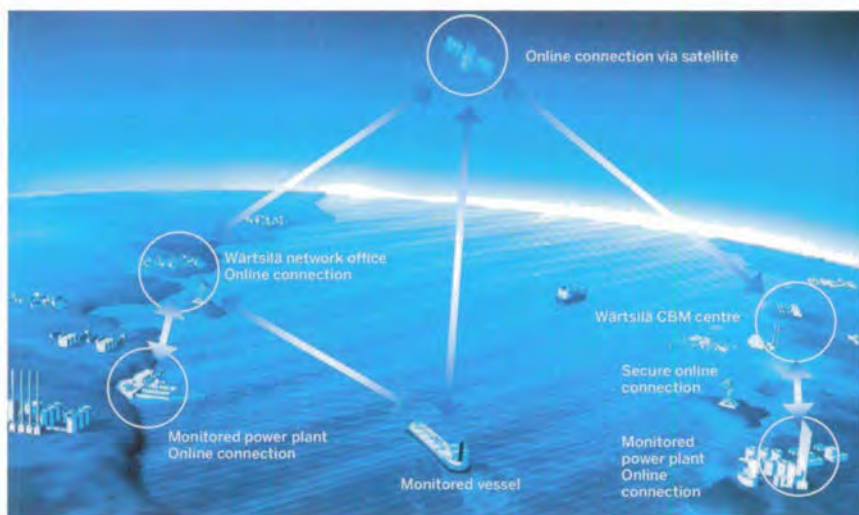 Online connection via satellite
Wärtsilä network office
Online connection
Wärtsilä CBM centre
Secure online
connection
Monitored power plant
Online connection
Monitored vessel
Monitored
power plant
Online
connection